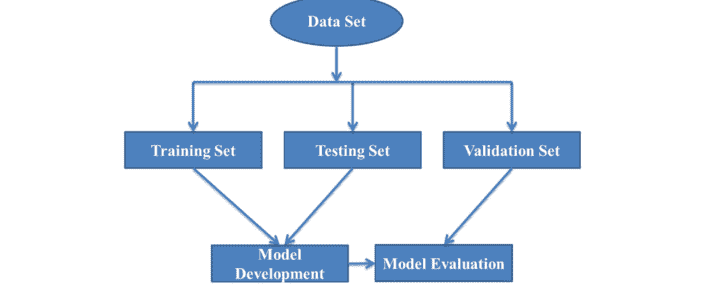 Data Set
Training Set
Testing Set
Validation Set
Model
Development
Model Evaluation